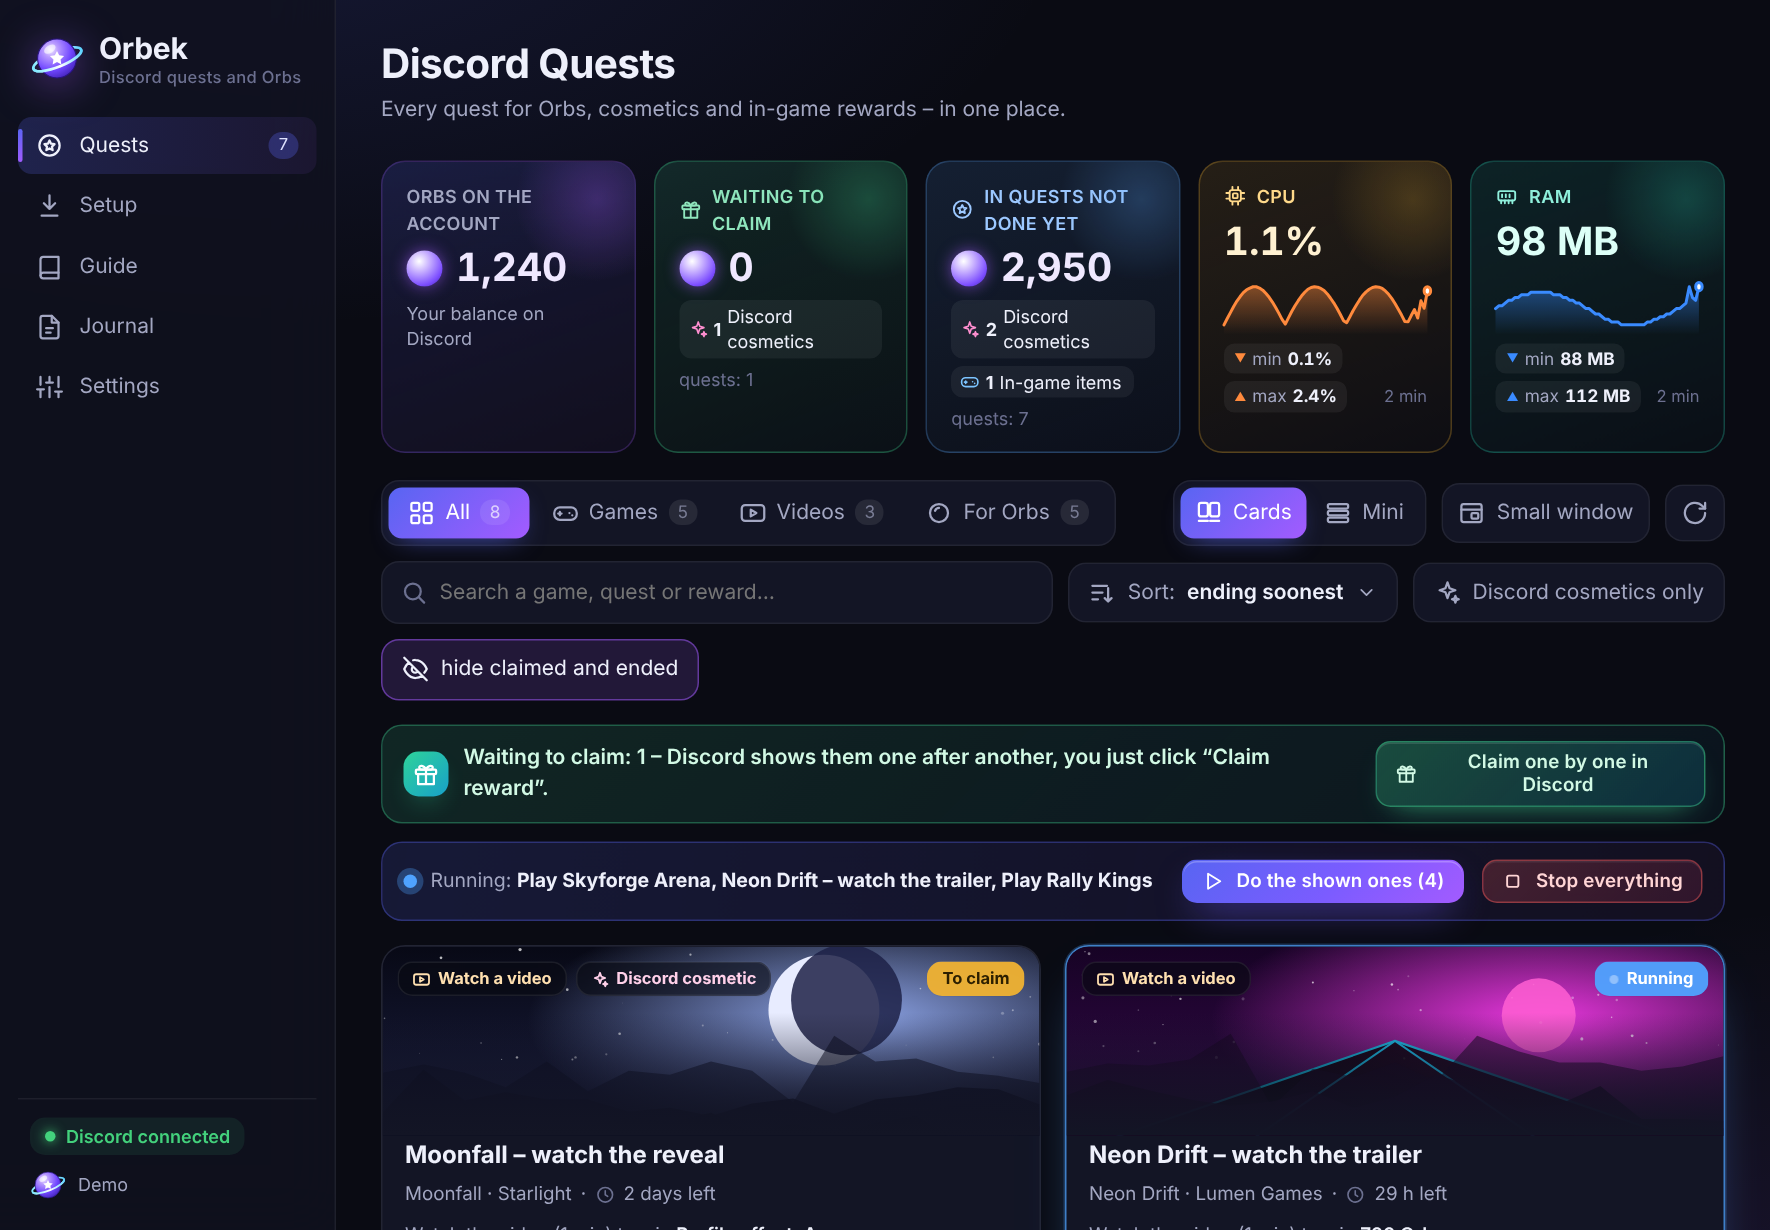 Orbek
Discord quests and Orbs
Quests 7
Setup
Guide
Journal
Settings
Discord connected
Demo
Discord Quests
Every quest for Orbs, cosmetics and in-game rewards – in one place.
ORBS ON THE
ACCOUNT
1,240
Your balance on
Discord
WAITING TO
CLAIM
0
1 Discord
cosmetics
quests: 1
IN QUESTS NOT
DONE YET
2,950
2 Discord
cosmetics
1 In-game items
quests: 7
CPU
1.1%
min 0.1%
max 2.4% 2 min
RAM
98 MB
min 88 MB
max 112 MB 2 min
All 8 Games 5 Videos 3 For Orbs 5 Cards Mini Small window
Search a game, quest or reward... Sort: ending soonest Discord cosmetics only
hide claimed and ended
Waiting to claim: 1 – Discord shows them one after another, you just click “Claim
reward”.
Claim one by one in
Discord
Running: Play Skyforge Arena, Neon Drift – watch the trailer, Play Rally Kings Do the shown ones (4) Stop everything
Watch a video Discord cosmetic To claim
Moonfall – watch the reveal
Moonfall · Starlight · 2 days left
Watch a video Running
Neon Drift – watch the trailer
Neon Drift · Lumen Games · 29 h left